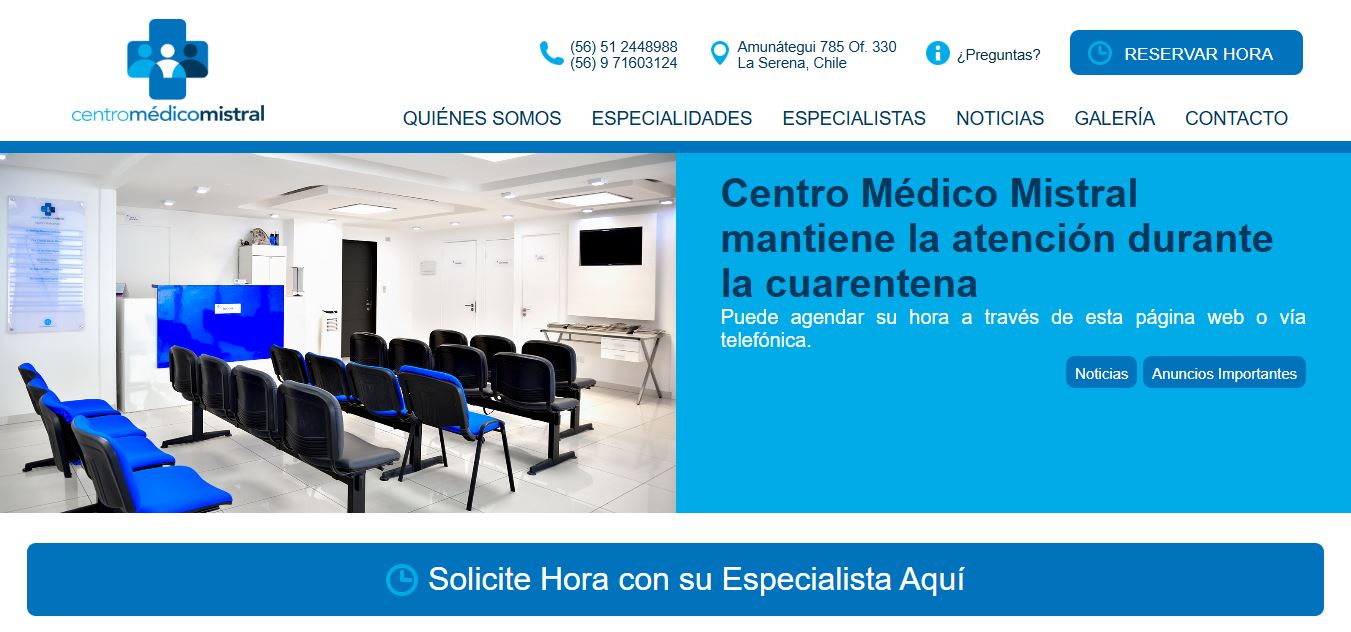 centromédicomistral
(56) 51 2448988
(56) 9 71603124
Amunátegui 785 Of. 330
La Serena, Chile
¿Preguntas?
RESERVAR HORA
QUIÉNES SOMOS
ESPECIALIDADES
ESPECIALISTAS
NOTICIAS
GALERÍA
CONTACTO
Centro Médico Mistral
mantiene la atención durante
la cuarentena
Puede agendar su hora a través de esta página web o vía
telefónica.
Noticias
Anuncios Importantes
Solicite Hora con su Especialista Aquí